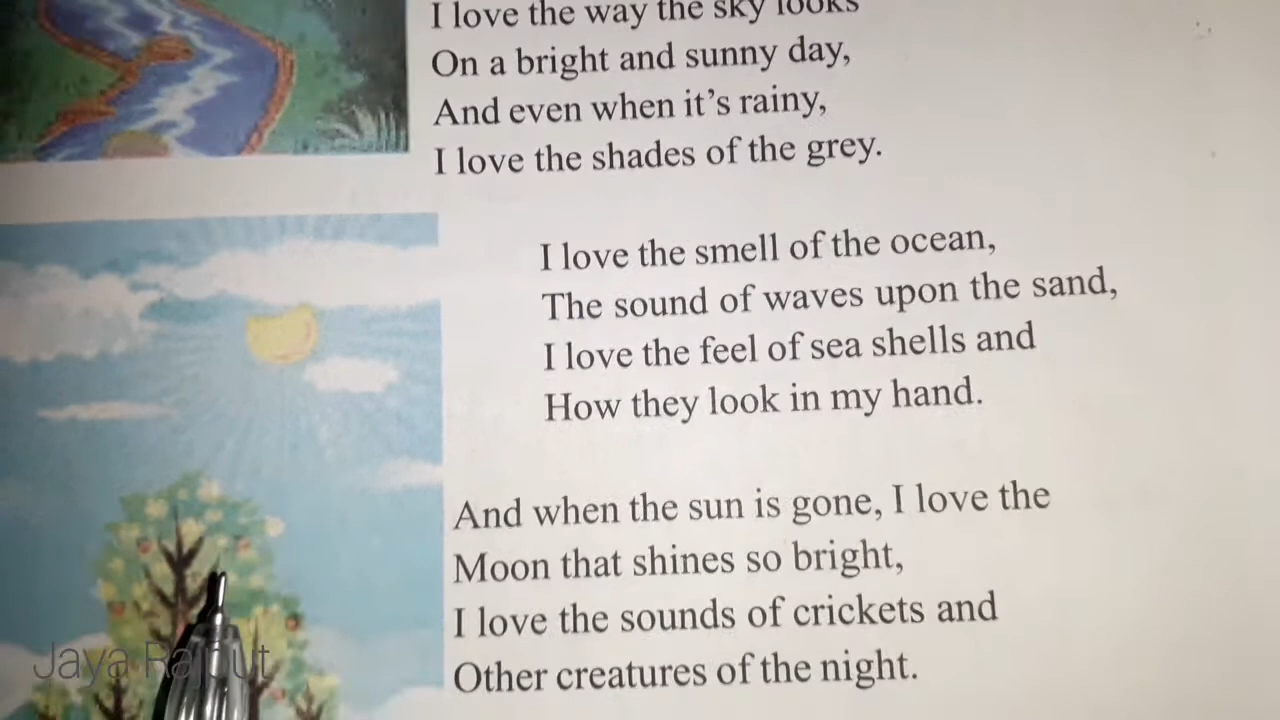 I love the way the sky looks
On a bright and sunny day,
And even when it's rainy,
I love the shades of the grey.
I love the smell of the ocean,
The sound of waves upon the sand,
I love the feel of sea shells and
How they look in my hand.
And when the sun is gone, I love the
Moon that shines so bright,
I love the sounds of crickets and
Other creatures of the night.
Jaya Rajput